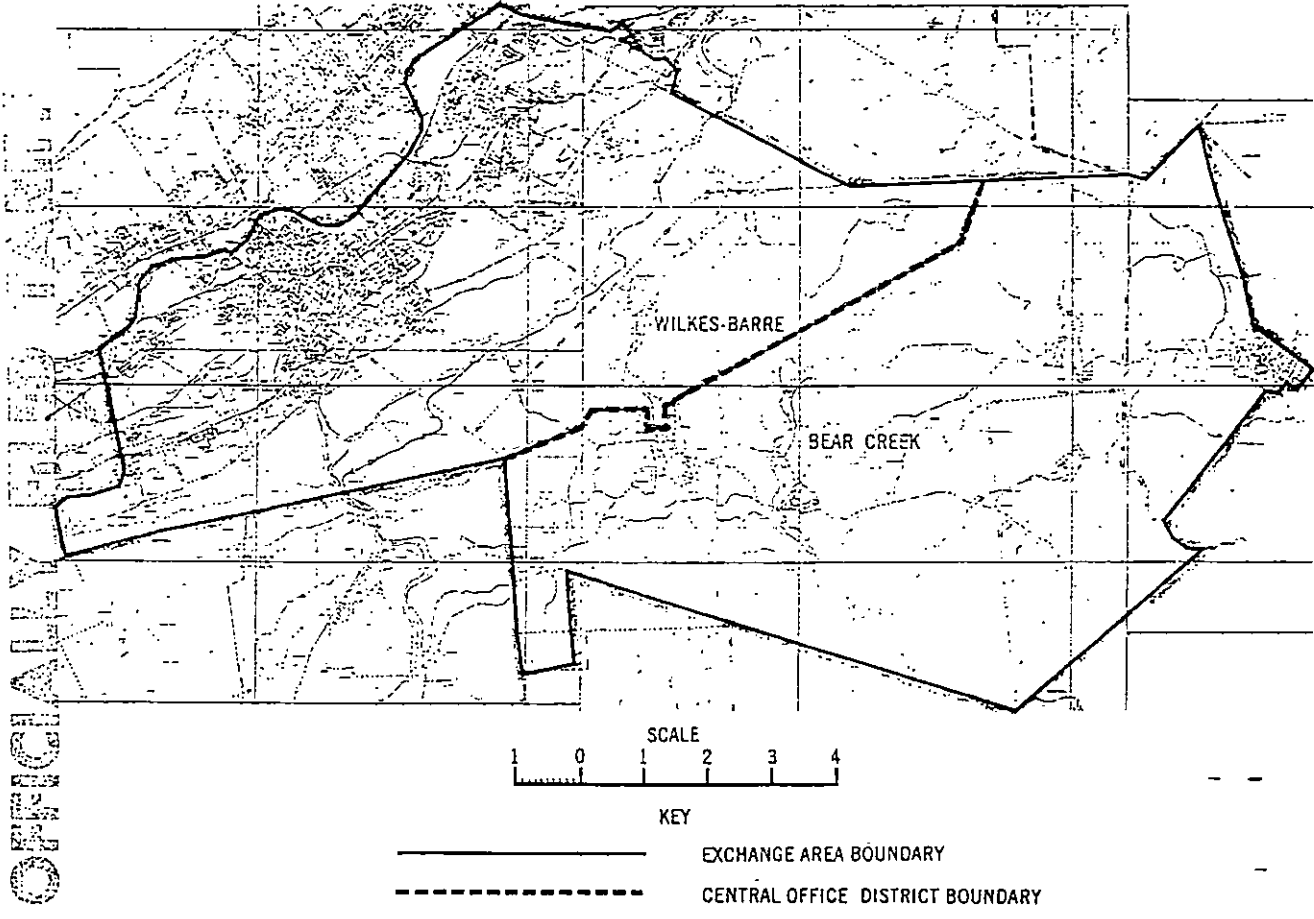 WILKES-BARRE
BEAR CREEK
SCALE
1 0 1 2 3 4
KEY
EXCHANGE AREA BOUNDARY
CENTRAL OFFICE DISTRICT BOUNDARY